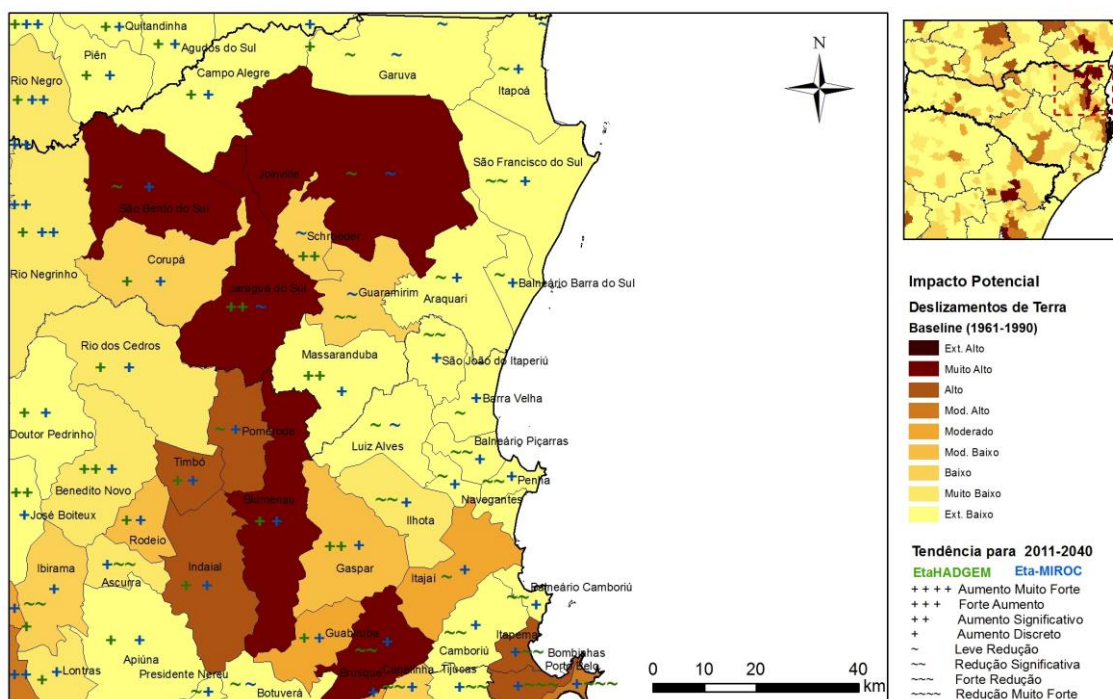 Quitandinha
Piên
Agudos do Sul
Campo Alegre
Garuva
Rio Negro
Itapoá
São Francisco do Sul
Joinville
São Bento do Sul
Schroeder
Corupá
Rio Negrinho
Jaraguá do Sul
Guaramirim
Araquari
Balneário Barra do Sul
Rio dos Cedros
Massaranduba
São João do Itaperiú
Barra Velha
Doutor Pedrinho
Pomerode
Luiz Alves
Balneário Piçarras
Timbó
Penha
Benedito Novo
Blumenau
Navegantes
José Boiteux
Ilhota
Rodeio
Ibirama
Ascurra
Indaial
Gaspar
Itajaí
Balneário Camboriú
Guabiruba
Itapema
Camboriú
Bombinhas
Apiúna
Lontras
Presidente Nereu
Brusque
Canelinha
Tijucas
Porto Belo
Botuverá
N
0 10 20 40
km
Impacto Potencial
Deslizamentos de Terra
Baseline (1961-1990)
Ext. Alto
Muito Alto
Alto
Mod. Alto
Moderado
Mod. Baixo
Baixo
Muito Baixo
Ext. Baixo
Tendência para 2011-2040
EtaHADGEM Eta-MIROC
++++ Aumento Muito Forte
+++ Forte Aumento
++ Aumento Significativo
+ Aumento Discreto
~ Leve Redução
~~ Redução Significativa
~~~ Forte Redução
~~~~ Redução Muito Forte